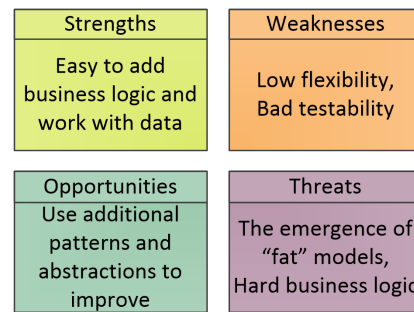 Strengths
Easy to add
business logic and
work with data
Weaknesses
Low flexibility,
Bad testability
Opportunities
Use additional
patterns and
abstractions to
improve
Threats
The emergence of
“fat” models,
Hard business logic